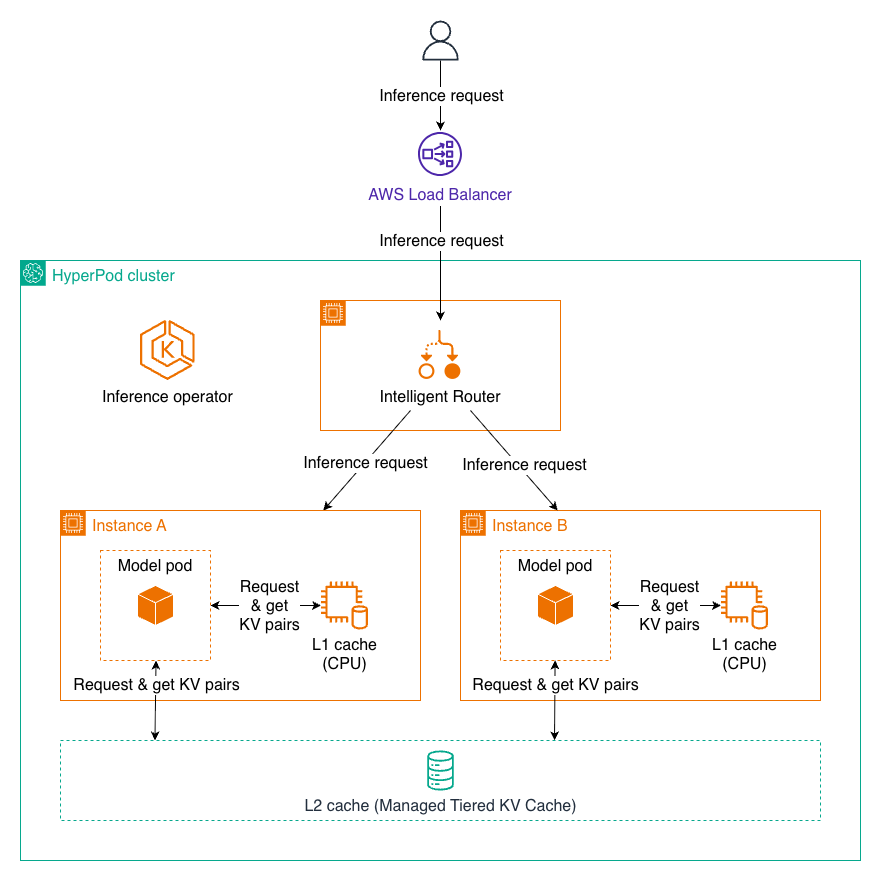 Inference request
AWS Load Balancer
Inference request
HyperPod cluster
Inference operator
Intelligent Router
Inference request
Inference request
Instance A
Model pod
Request
& get
KV pairs
L1 cache
(CPU)
Request & get KV pairs
Instance B
Model pod
Request
& get
KV pairs
L1 cache
(CPU)
Request & get KV pairs
L2 cache (Managed Tiered KV Cache)